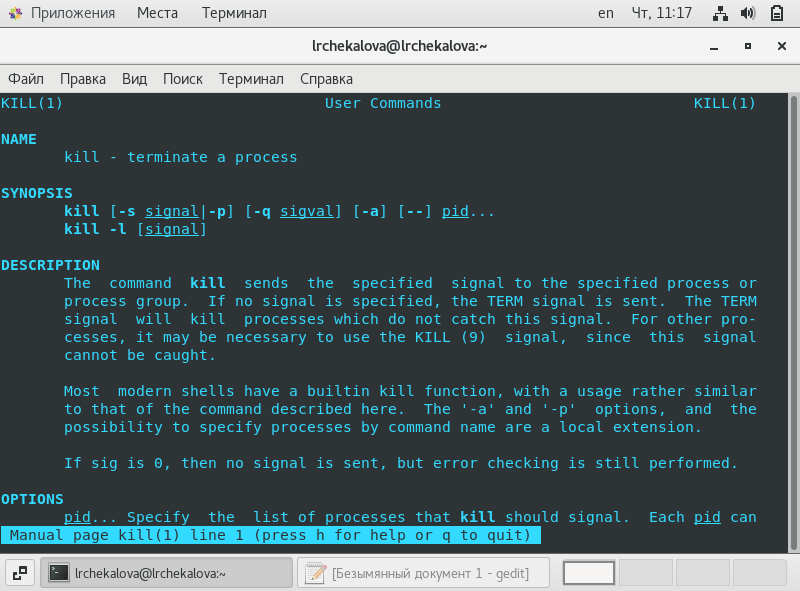 Приложения Места Терминал en Чт, 11:17
lrchekalova@lrchekalova:~
Файл Правка Вид Поиск Терминал Справка
KILL(1) User Commands KILL(1)
NAME
kill - terminate a process
SYNOPSIS
kill [-s signal|-p] [-q sigval] [-a] [--] pid...
kill -l [signal]
DESCRIPTION
The command kill sends the specified signal to the specified process or
process group. If no signal is specified, the TERM signal is sent. The TERM
signal will kill processes which do not catch this signal. For other pro-
cesses, it may be necessary to use the KILL (9) signal, since this signal
cannot be caught.
Most modern shells have a builtin kill function, with a usage rather similar
to that of the command described here. The '-a' and '-p' options, and the
possibility to specify processes by command name are a local extension.
If sig is 0, then no signal is sent, but error checking is still performed.
OPTIONS
pid... Specify the list of processes that kill should signal. Each pid can
Manual page kill(1) line 1 (press h for help or q to quit)
lrchekalova@lrchekalova:~ [Безымянный документ 1 - gedit]